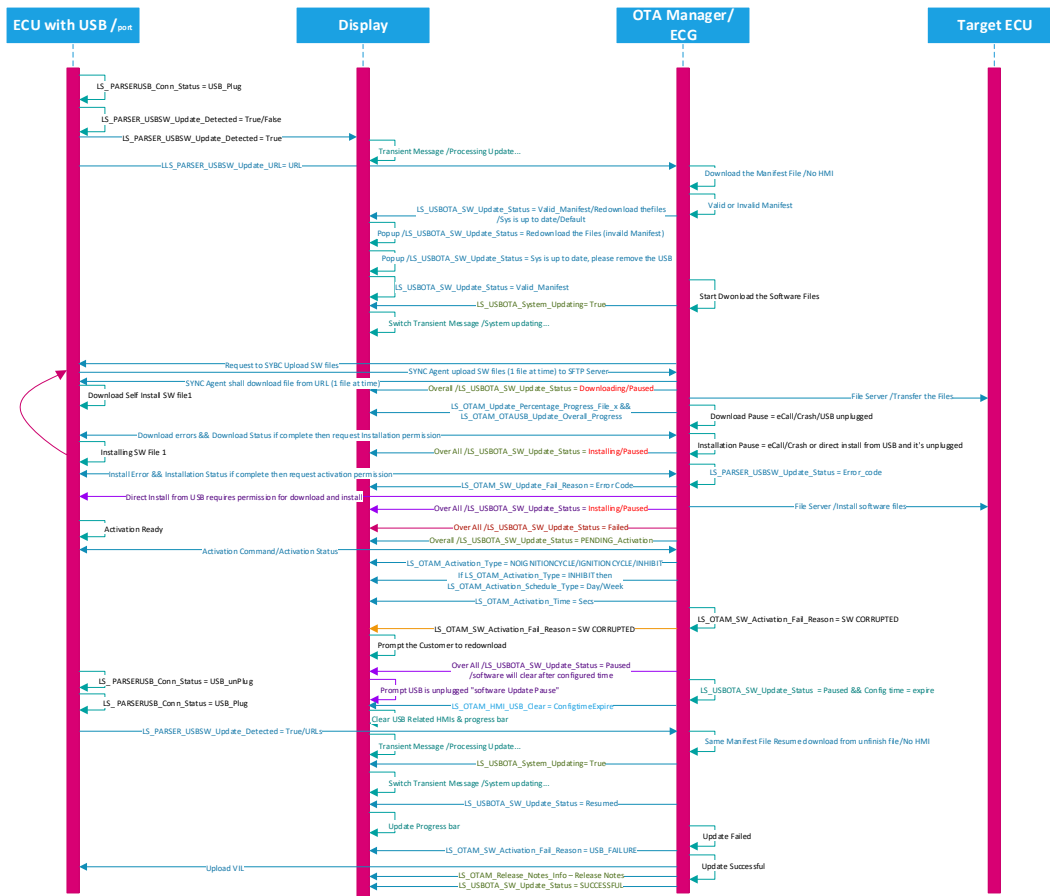 ECU with USB /port
Display
OTA Manager/
ECG
Target ECU
LS_ PARSERUSB_Conn_Status = USB_Plug
LS_PARSER_USBSW_Update_Detected = True/False
LS_PARSER_USBSW_Update_Detected = True
Transient Message /Processing Update...
LLS_PARSER_USBSW_Update_URL= URL
Download the Manifest File /No HMI
Valid or Invalid Manifest
LS_USBOTA_SW_Update_Status = Valid_Manifest/Redownload thefiles
/Sys is up to date/Default
Popup /LS_USBOTA_SW_Update_Status = Redownload the Files (invaild Manifest)
Popup /LS_USBOTA_SW_Update_Status = Sys is up to date, please remove the USB
LS_USBOTA_SW_Update_Status = Valid_Manifest
Start Dwonload the Software Files
LS_USBOTA_System_Updating= True
Switch Transient Message /System updating...
Request to SYBC Upload SW files
SYNC Agent upload SW files (1 file at time) to SFTP Server
SYNC Agent shall download file from URL (1 file at time)
Overall /LS_USBOTA_SW_Update_Status = Downloading/Paused
Download Self Install SW file1
File Server /Transfer the Files
LS_OTAM_Update_Percentage_Progress_File_x &&
LS_OTAM_OTAUSB_Update_Overall_Progress
Download Pause = eCall/Crash/USB unplugged
Download errors && Download Status if complete then request Installation permission
Installing SW File 1
Over All /LS_USBOTA_SW_Update_Status = Installing/Paused
Installation Pause = eCall/Crash or direct install from USB and it's unplugged
Install Error && Installation Status if complete then request activation permission
LS_PARSER_USBSW_Update_Status = Error_code
LS_OTAM_SW_Update_Fail_Reason = Error Code
Direct Install from USB requires permission for download and install
Over All /LS_USBOTA_SW_Update_Status = Installing/Paused
File Server /Install software files
Activation Ready
Over All /LS_USBOTA_SW_Update_Status = Failed
Overall /LS_USBOTA_SW_Update_Status = PENDING_Activation
Activation Command/Activation Status
LS_OTAM_Activation_Type = NOIGNITIONCYCLE/IGNITIONCYCLE/INHIBIT
If LS_OTAM_Activation_Type = INHIBIT then
LS_OTAM_Activation_Schedule_Type = Day/Week
LS_OTAM_Activation_Time = Secs
LS_OTAM_SW_Activation_Fail_Reason = SW CORRUPTED
LS_OTAM_SW_Activation_Fail_Reason = SW CORRUPTED
Prompt the Customer to redownload
Over All /LS_USBOTA_SW_Update_Status = Paused
/software will clear after configured time
LS_ PARSERUSB_Conn_Status = USB_unPlug
Prompt USB is unplugged "software Update Pause"
LS_USBOTA_SW_Update_Status = Paused && Config time = expire
LS_ PARSERUSB_Conn_Status = USB_Plug
LS_OTAM_HMI_USB_Clear = ConfigtimeExpire
Clear USB Related HMIs & progress bar
LS_PARSER_USBSW_Update_Detected = True/URLs
Transient Message /Processing Update...
Same Manifest File Resume download from unfinish file/No HMI
LS_USBOTA_System_Updating= True
Switch Transient Message /System updating...
LS_USBOTA_SW_Update_Status = Resumed
Update Progress bar
Update Failed
LS_OTAM_SW_Activation_Fail_Reason = USB_FAILURE
Upload VIL
Update Successful
LS_OTAM_Release_Notes_Info – Release Notes
LS_USBOTA_SW_Update_Status = SUCCESSFUL